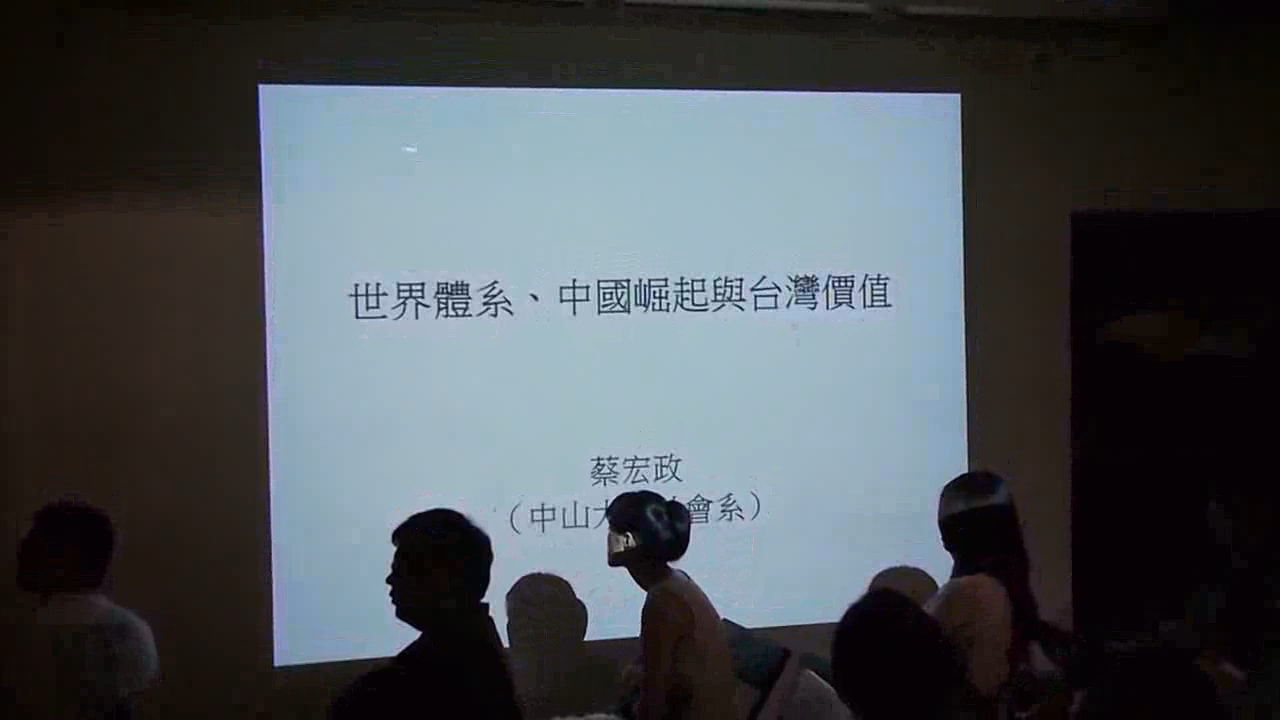 世界體系、中國崛起與台灣價值
蔡宏政
（中山大 會系）